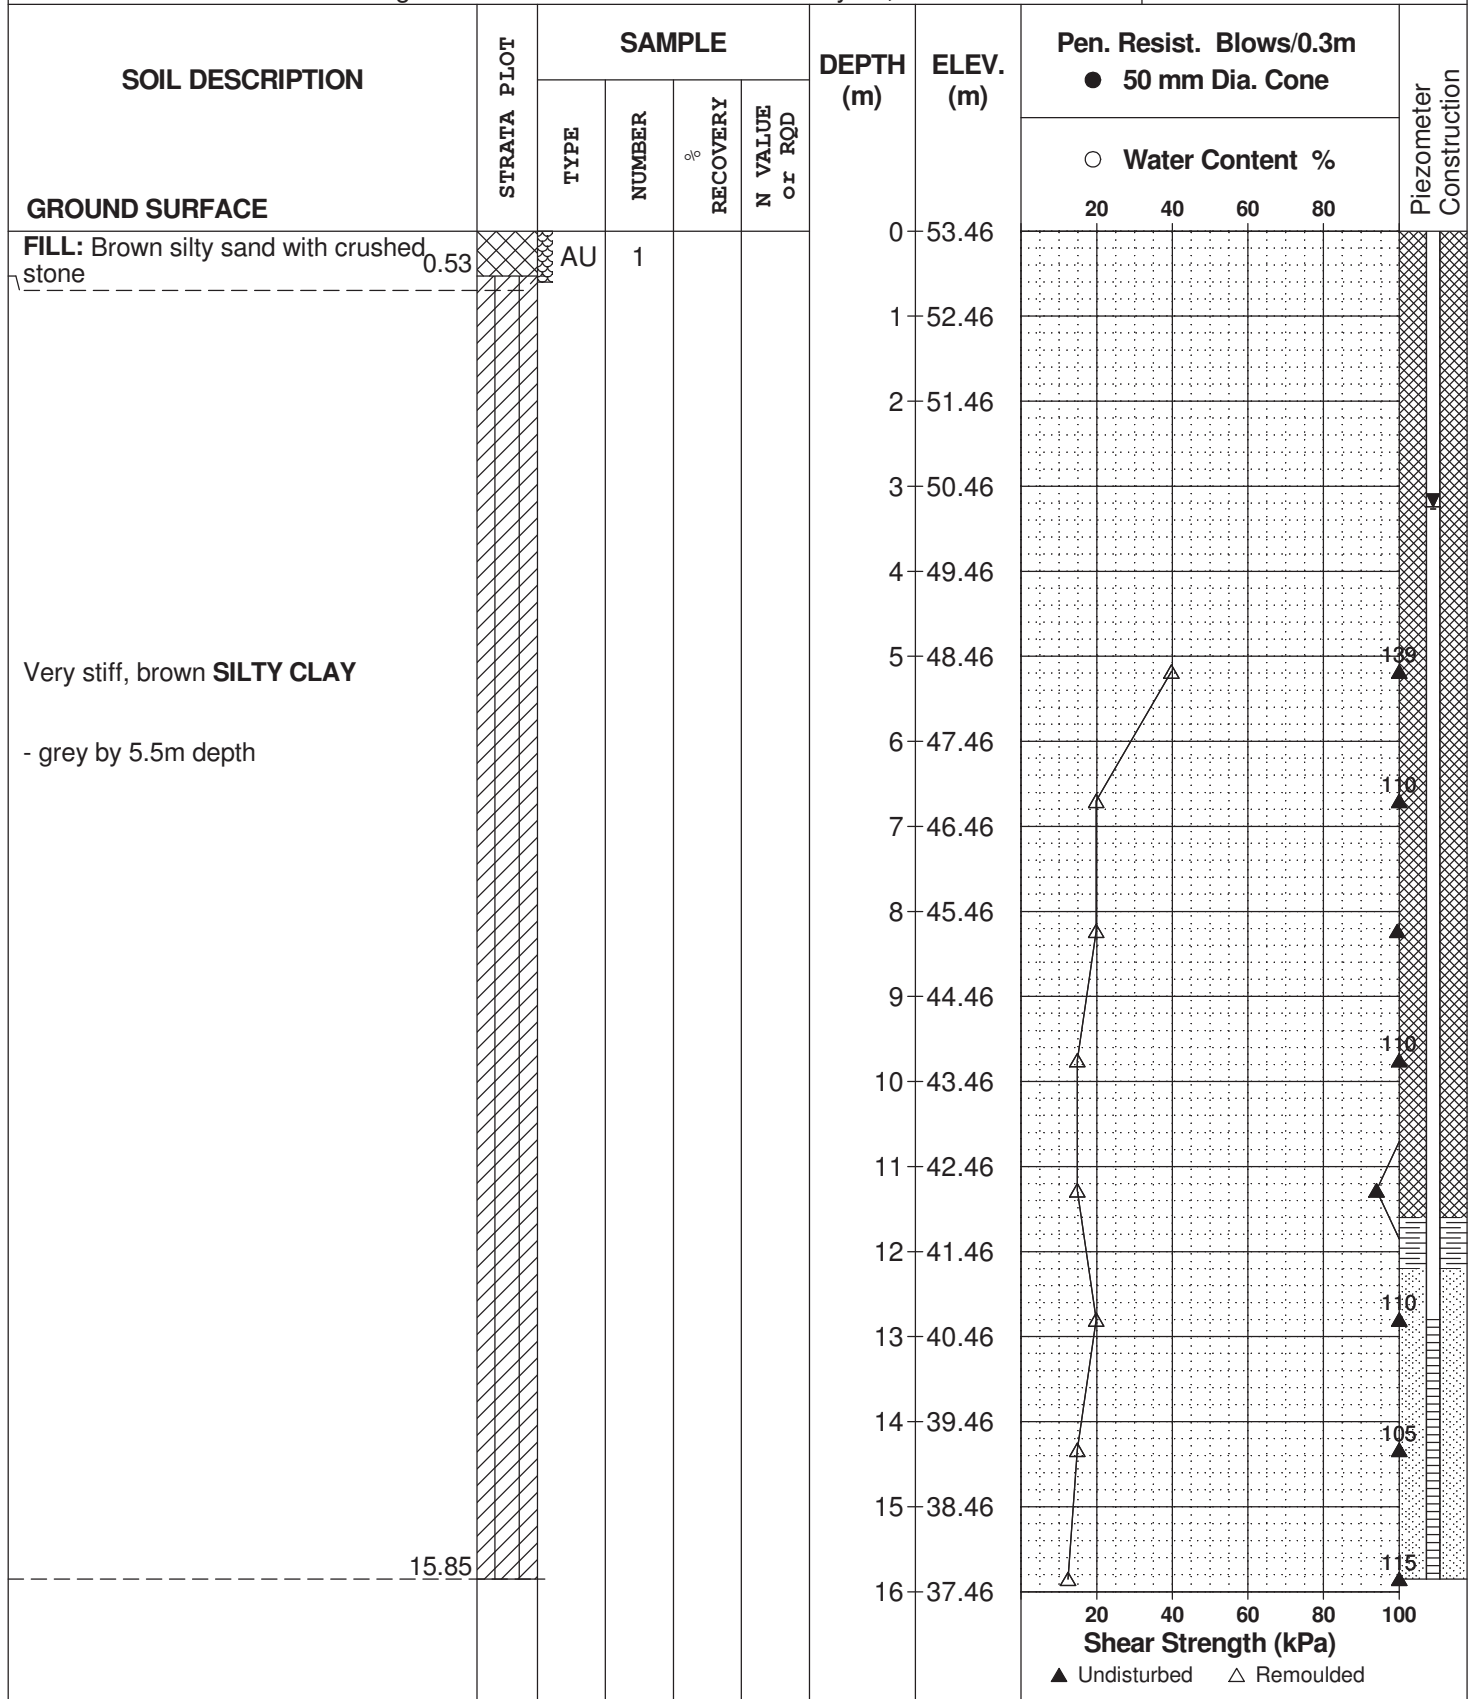 SOIL DESCRIPTION
GROUND SURFACE
STRATA PLOT
SAMPLE
TYPE
NUMBER
% RECOVERY
N VALUE or RQD
DEPTH (m)
ELEV. (m)
Pen. Resist. Blows/0.3m
● 50 mm Dia. Cone
○ Water Content %
20 40 60 80
Piezometer Construction
FILL: Brown silty sand with crushed
stone
0.53
AU 1
0 53.46
1 52.46
2 51.46
3 50.46
4 49.46
5 48.46
139
Very stiff, brown SILTY CLAY
6 47.46
- grey by 5.5m depth
110
7 46.46
8 45.46
9 44.46
110
10 43.46
11 42.46
12 41.46
110
13 40.46
14 39.46
105
15 38.46
115
15.85
16 37.46
20 40 60 80 100
Shear Strength (kPa)
▲ Undisturbed △ Remoulded